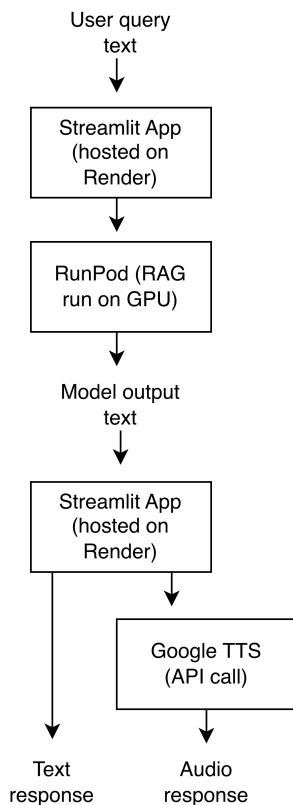 User query
text
Streamlit App
(hosted on
Render)
RunPod (RAG
run on GPU)
Model output
text
Streamlit App
(hosted on
Render)
Google TTS
(API call)
Text
response
Audio
response